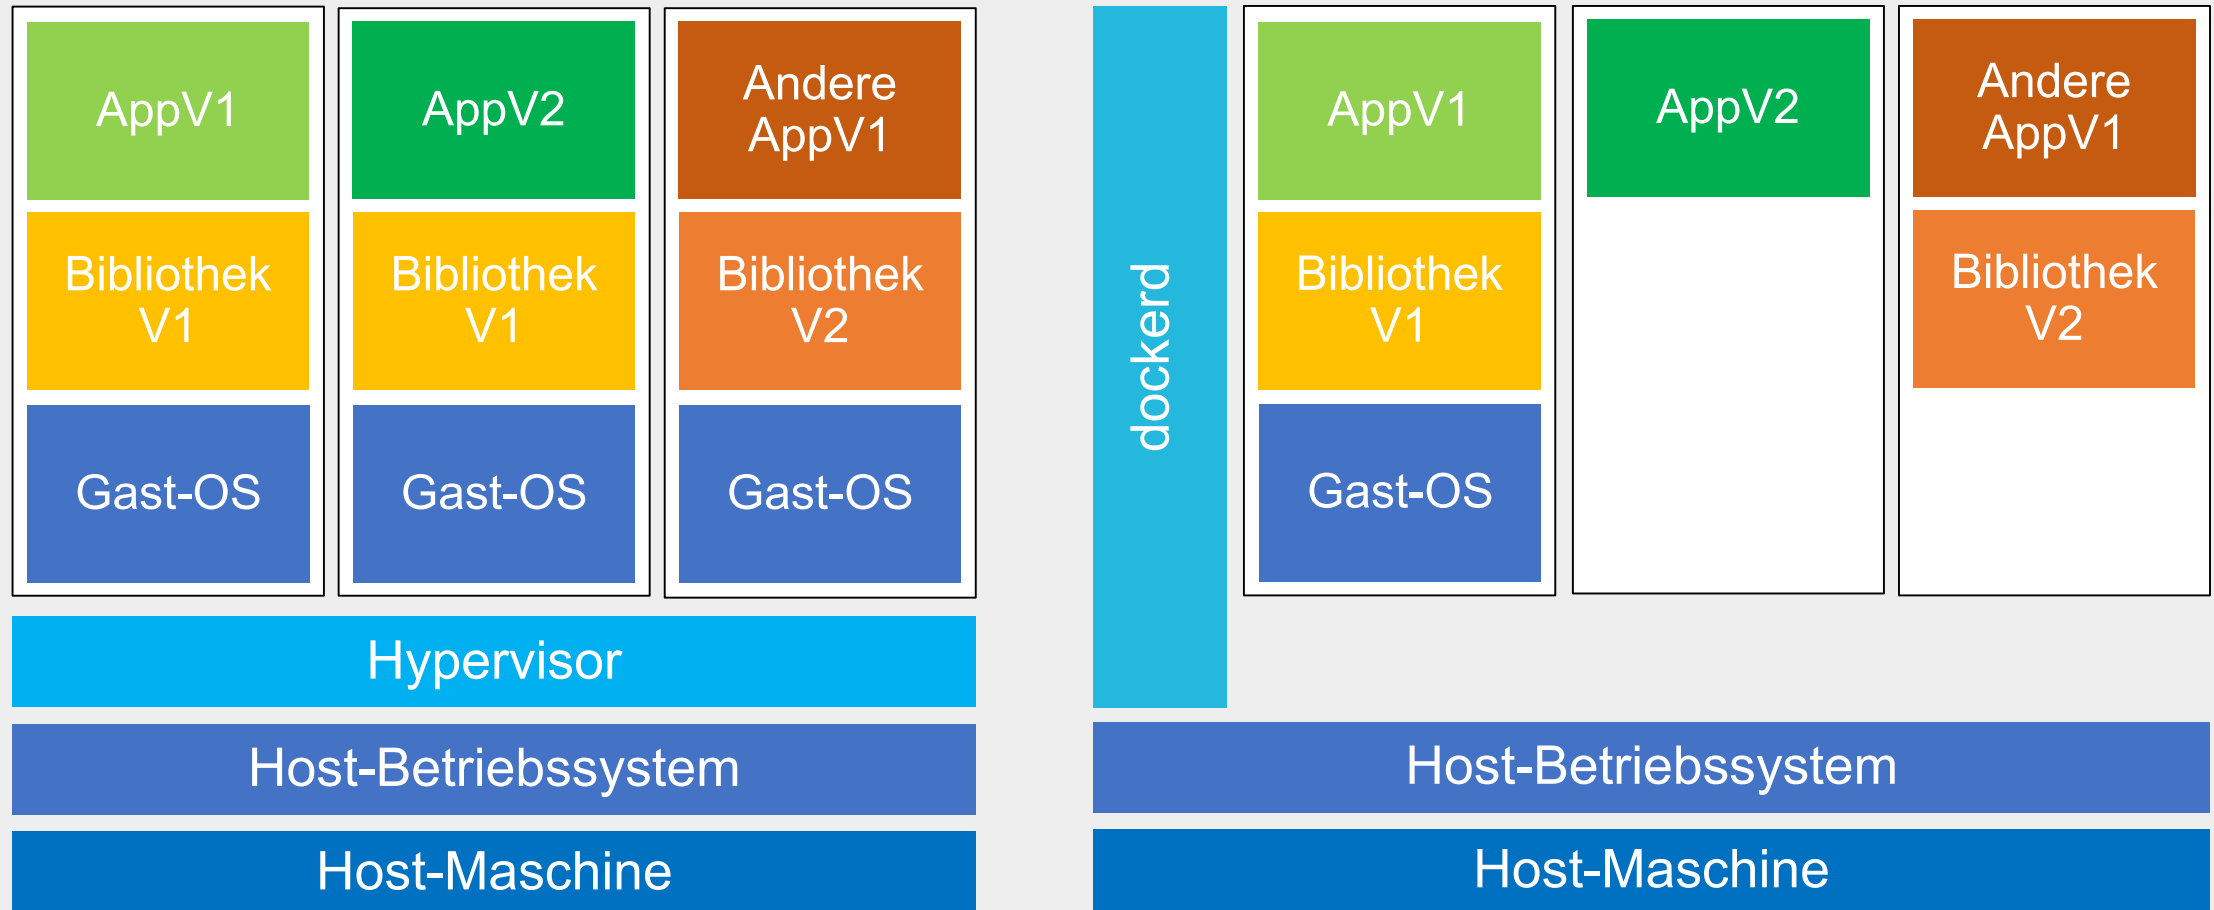 AppV1
AppV2
Andere
AppV1
Bibliothek
V1
Bibliothek
V1
Bibliothek
V2
Gast-OS
Gast-OS
Gast-OS
Hypervisor
Host-Betriebssystem
Host-Maschine
dockerd
AppV1
AppV2
Andere
AppV1
Bibliothek
V1
Bibliothek
V2
Gast-OS
Host-Betriebssystem
Host-Maschine